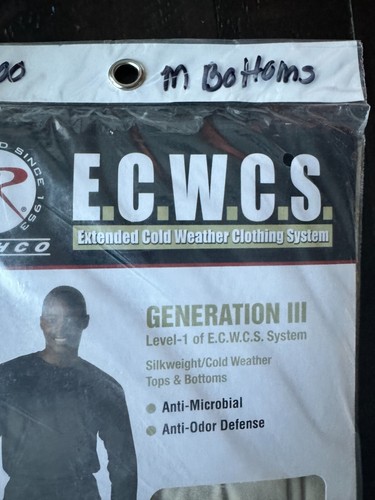 M Bottoms
SINCE 1953
R
HCO
E.C.W.C.S.
Extended Cold Weather Clothing System
GENERATION III
Level-1 of E.C.W.C.S. System
Silkweight/Cold Weather
Tops & Bottoms
Anti-Microbial
Anti-Odor Defense